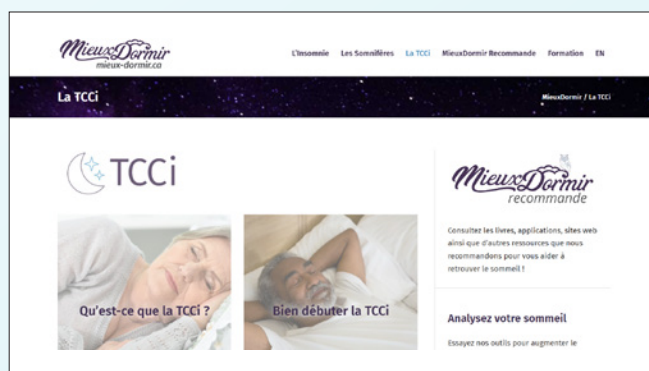 MieuxDormir
mieux-dormir.ca
L'Insomnie Les Somnifères La TCCi MieuxDormir Recommande Formation EN
La TCCi
MieuxDormir / La TCCi
TCCi
Qu'est-ce que la TCCi ?
Bien débuter la TCCi
MieuxDormir
recommande
Consultez les livres, applications, sites web
ainsi que d'autres ressources que nous
recommandons pour vous aider à
retrouver le sommeil !
Analysez votre sommeil
Essayez nos outils pour augmenter le